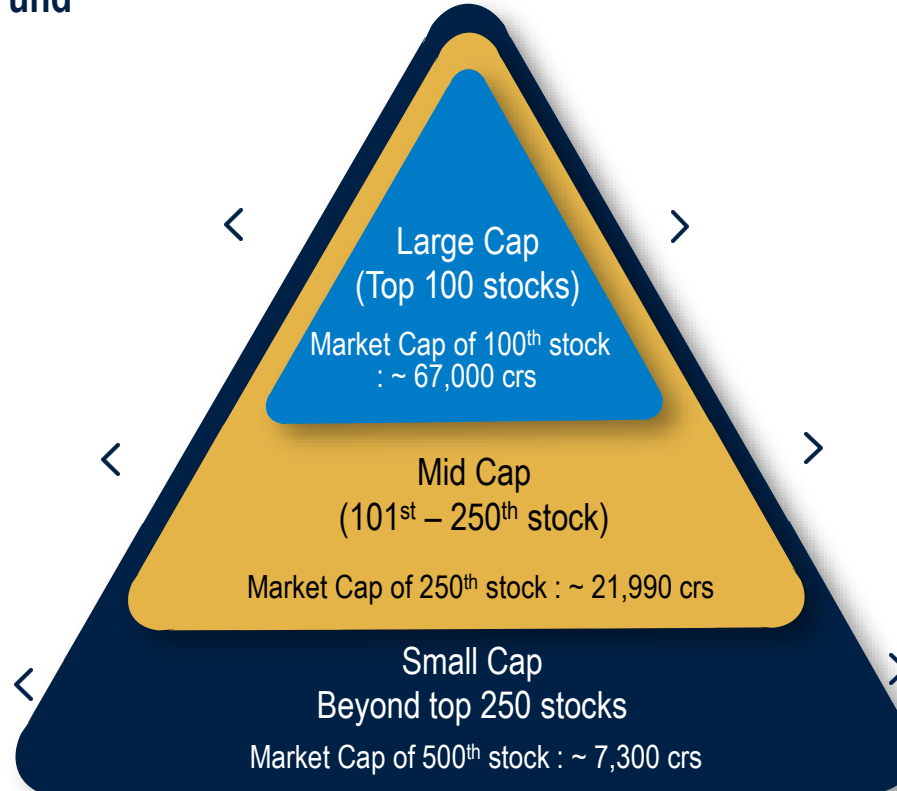 und
Large Cap
(Top 100 stocks)
Market Cap of 100th stock
: ~ 67,000 crs
Mid Cap
(101st – 250th stock)
Market Cap of 250th stock : ~ 21,990 crs
Small Cap
Beyond top 250 stocks
Market Cap of 500th stock : ~ 7,300 crs